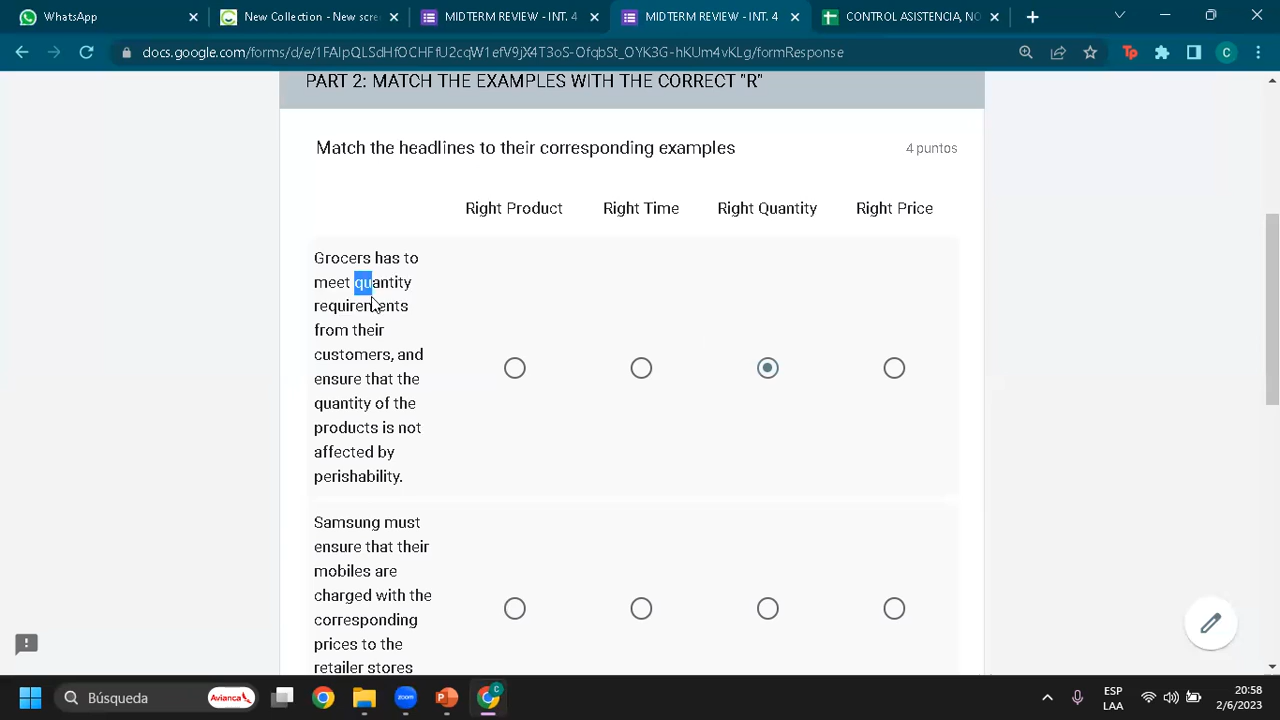 WhatsApp
New Collection - New scre
MIDTERM REVIEW - INT. 4
MIDTERM REVIEW - INT. 4
CONTROL ASISTENCIA, NO
docs.google.com/forms/d/e/1FAIpQLSdHfOCHFfU2cqW1efV9jX4T3oS-OfqbSt_OYK3G-hKUm4vKLg/formResponse
PART 2: MATCH THE EXAMPLES WITH THE CORRECT "R"
Match the headlines to their corresponding examples
4 puntos
Right Product Right Time Right Quantity Right Price
Grocers has to
meet quantity
requirements
from their
customers, and
ensure that the
quantity of the
products is not
affected by
perishability.
Samsung must
ensure that their
mobiles are
charged with the
corresponding
prices to the
retailer stores
Búsqueda
Avianca
ESP
LAA
20:58
2/6/2023